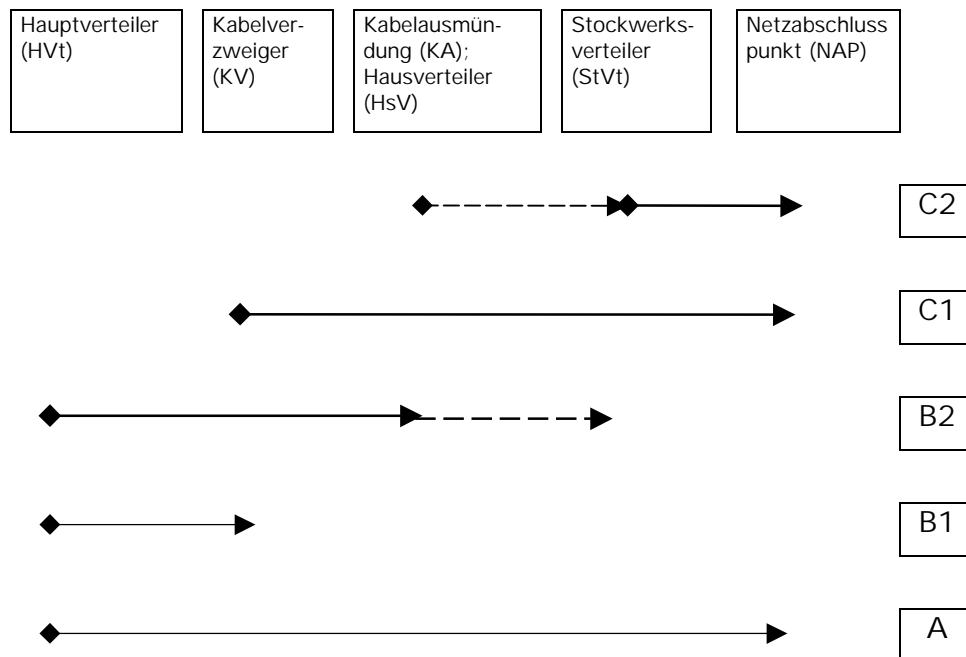 Hauptverteiler
(HVt)
Kabelver-
zweiger
(KV)
Kabelausmün-
dung (KA);
Hausverteiler
(HsV)
Stockwerks-
verteiler
(StVt)
Netzabschluss
punkt (NAP)
C2
C1
B2
B1
A